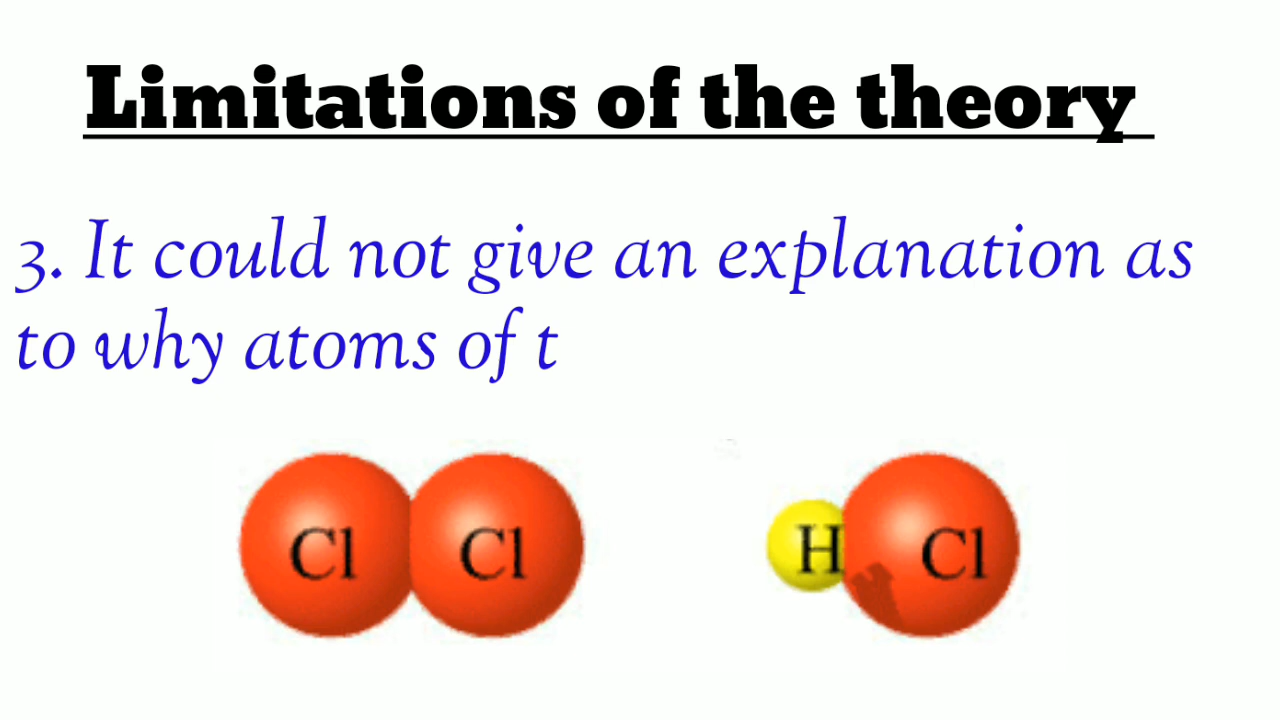 Limitations of the theory
3. It could not give an explanation as
to why atoms of t
Cl Cl H Cl